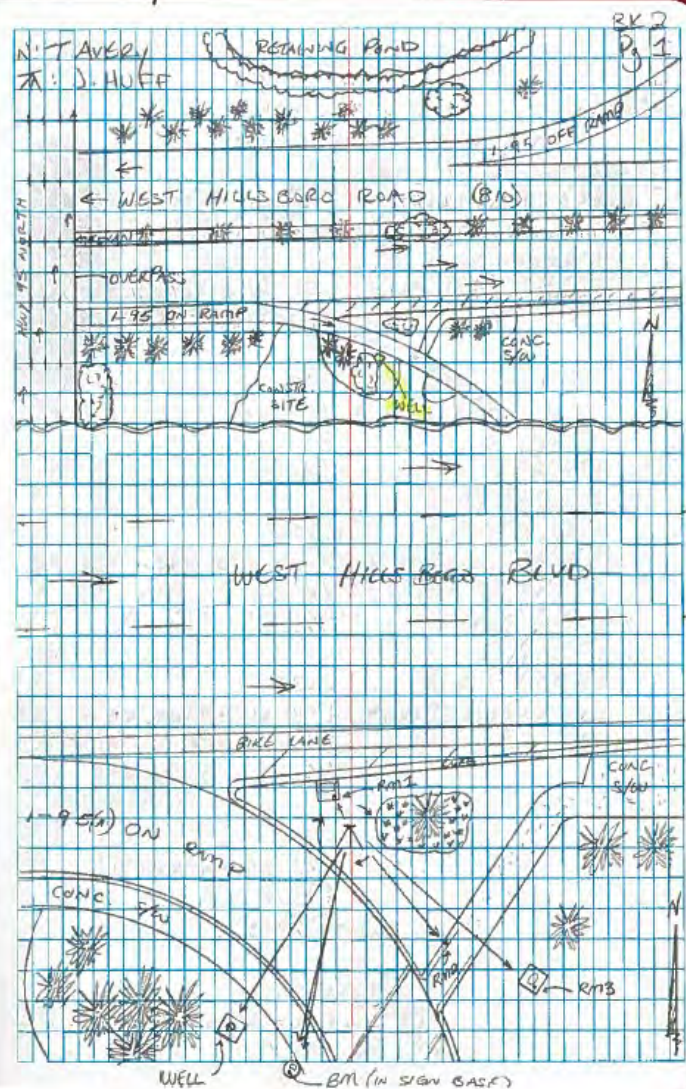 BK 2
Pg 1
N: T AVERY
J. HUFF
RETAINING POND
I-95 OFF RAMP
←
← WEST HILLSBORO ROAD (810)
MEDIAN
HWY 95 NORTH
OVERPASS
I-95 ON-RAMP
CONC.
S/W
N
CONSTR.
SITE
WELL
WEST HILLSBORO BLVD
BIKE LANE
CURB
CONC
S/W
RM1
I-95(N) ON RAMP
CONC. S/W
RM2
RM3
N
WELL
BM (IN SIGN BASE)